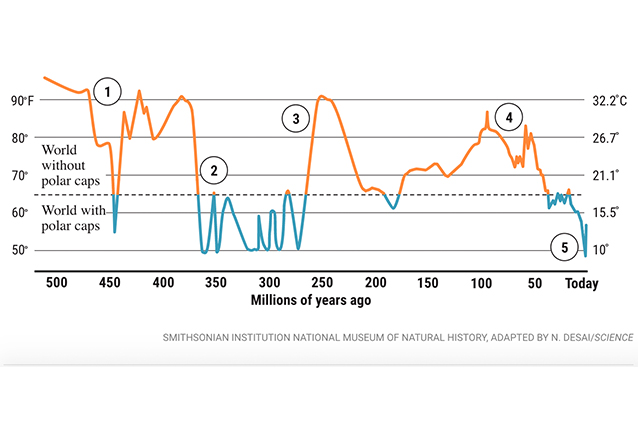 1
90°F
32.2°C
3
4
80°
26.7°
World
without
polar caps
2
70°
21.1°
World with
polar caps
60°
15.5°
5
50°
10°
500 450 400 350 300 250 200 150 100 50 Today
Millions of years ago
SMITHSONIAN INSTITUTION NATIONAL MUSEUM OF NATURAL HISTORY, ADAPTED BY N. DESAI/SCIENCE